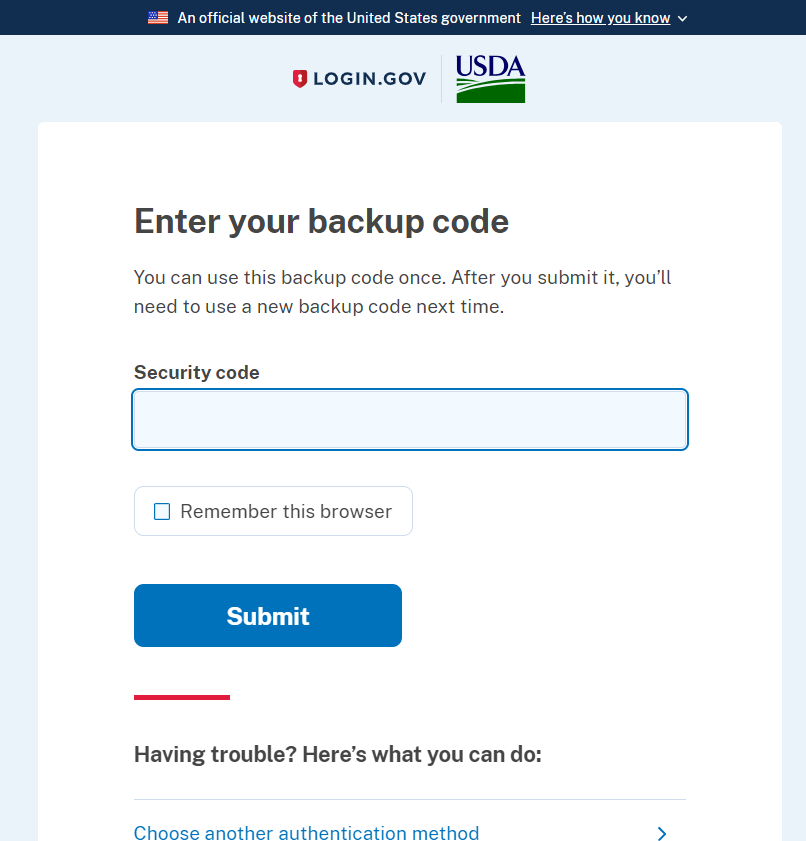 An official website of the United States government Here's how you know
LOGIN.GOV USDA
Enter your backup code
You can use this backup code once. After you submit it, you’ll
need to use a new backup code next time.
Security code
Remember this browser
Submit
Having trouble? Here’s what you can do:
Choose another authentication method